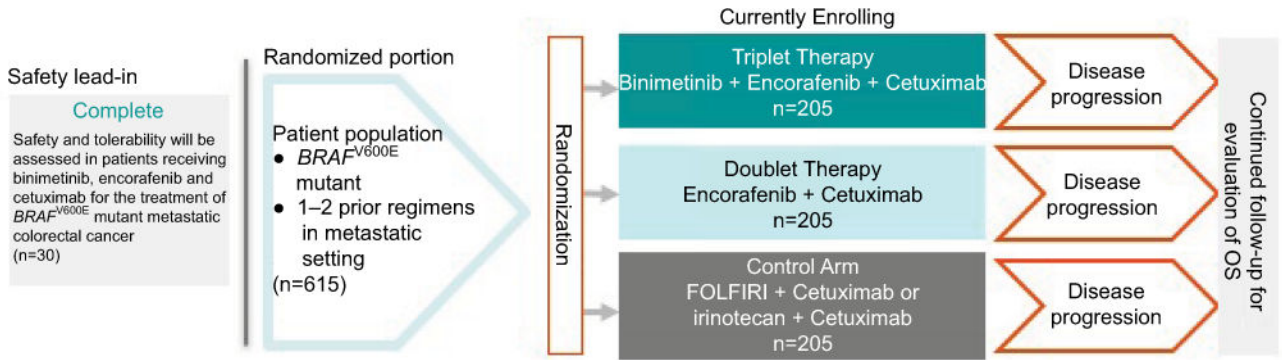 Safety lead-in
Complete
Safety and tolerability will be
assessed in patients receiving
binimetinib, encorafenib and
cetuximab for the treatment of
BRAFV600E mutant metastatic
colorectal cancer
(n=30)
Randomized portion
Patient population
● BRAFV600E
mutant
● 1–2 prior regimens
in metastatic
setting
(n=615)
Randomization
Currently Enrolling
Triplet Therapy
Binimetinib + Encorafenib + Cetuximab
n=205
Disease
progression
Doublet Therapy
Encorafenib + Cetuximab
n=205
Disease
progression
Control Arm
FOLFIRI + Cetuximab or
irinotecan + Cetuximab
n=205
Disease
progression
Continued follow-up for
evaluation of OS